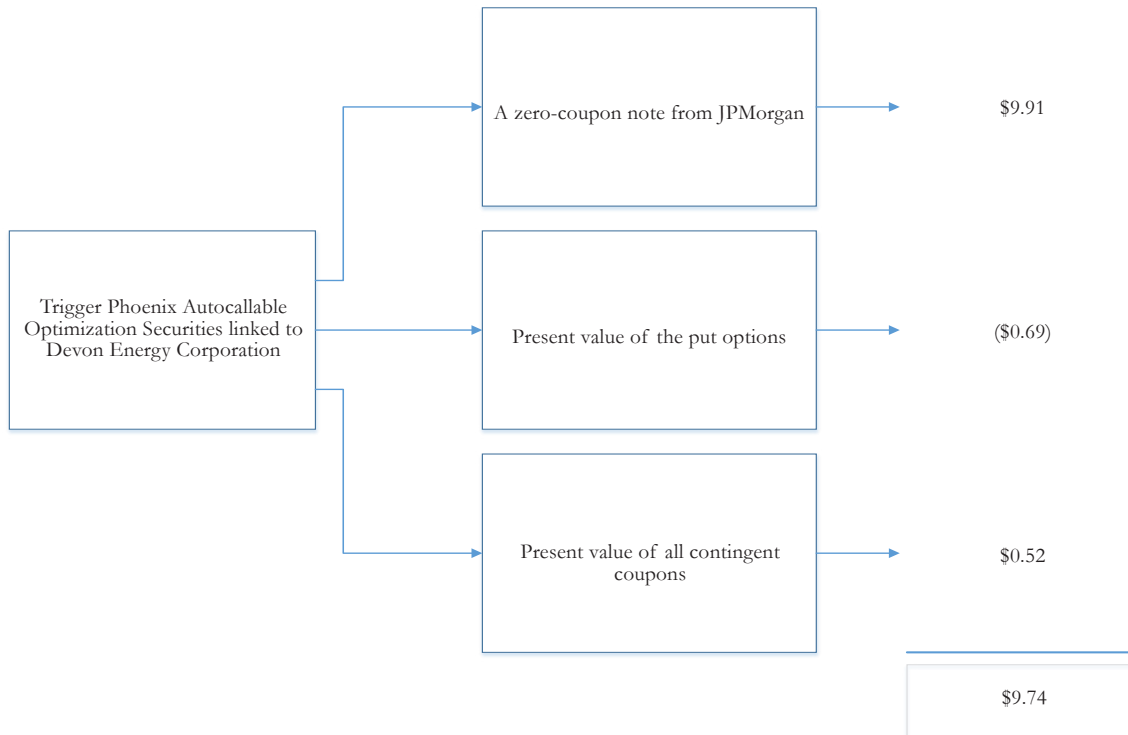 A zero-coupon note from JPMorgan
$9.91
Trigger Phoenix Autocallable
Optimization Securities linked to
Devon Energy Corporation
Present value of the put options
($0.69)
Present value of all contingent
coupons
$0.52
$9.74